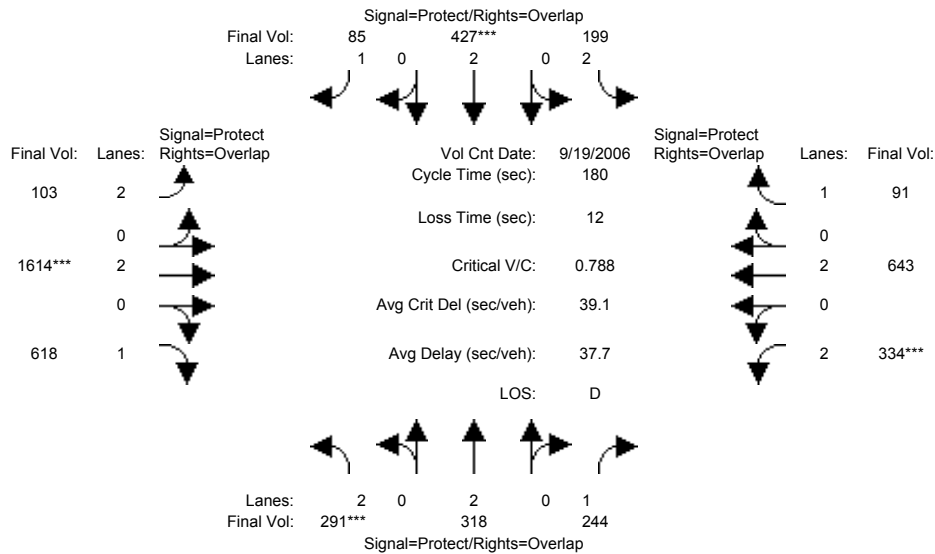 Signal=Protect/Rights=Overlap
Final Vol: 85 427*** 199
Lanes: 1 0 2 0 2
Signal=Protect
Final Vol: Lanes: Rights=Overlap
Vol Cnt Date: 9/19/2006
Signal=Protect
Rights=Overlap Lanes: Final Vol:
Cycle Time (sec): 180
103 2
1 91
Loss Time (sec): 12
0
0
1614*** 2
Critical V/C: 0.788
2 643
0
Avg Crit Del (sec/veh): 39.1
0
618 1
Avg Delay (sec/veh): 37.7
2 334***
LOS: D
Lanes: 2 0 2 0 1
Final Vol: 291*** 318 244
Signal=Protect/Rights=Overlap